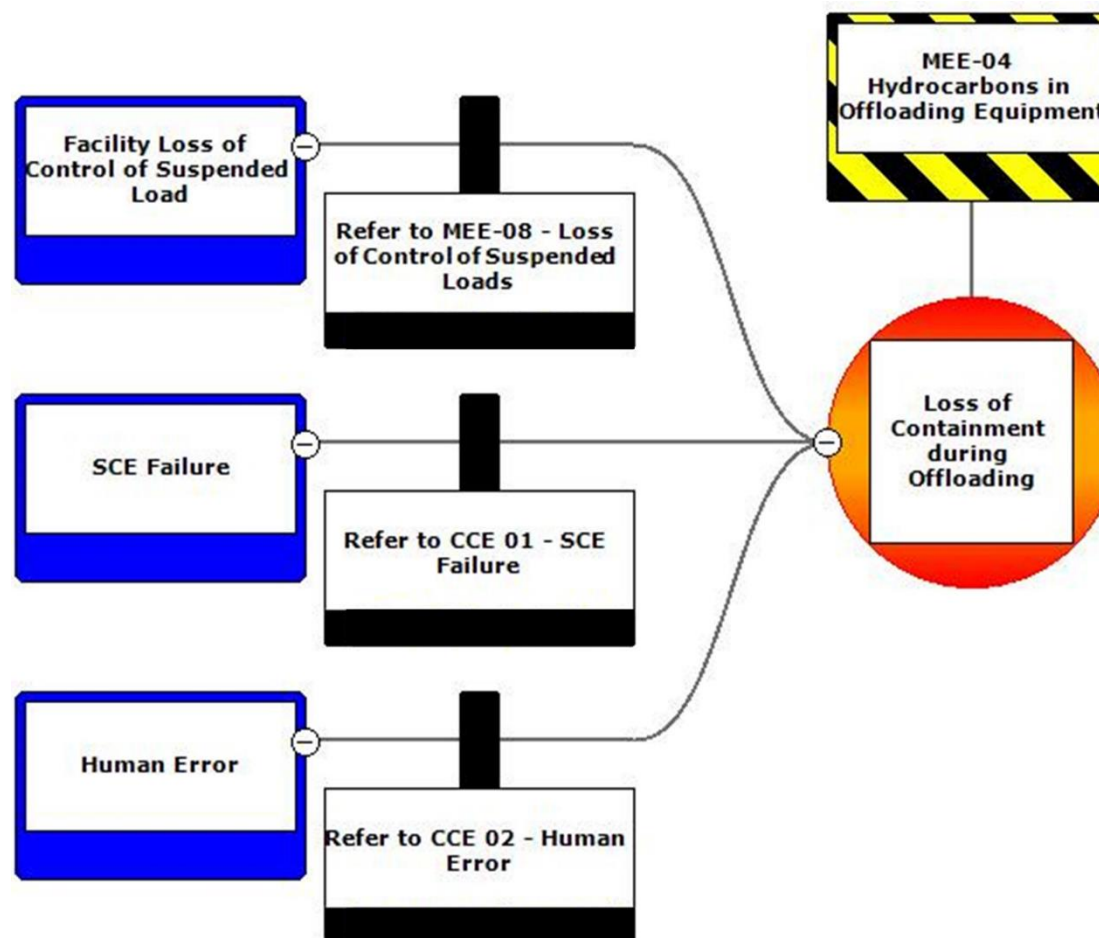 MEE-04
Hydrocarbons in
Offloading Equipment
Facility Loss of
Control of Suspended
Load
Refer to MEE-08 - Loss
of Control of Suspended
Loads
SCE Failure
Refer to CCE 01 - SCE
Failure
Loss of
Containment
during
Offloading
Human Error
Refer to CCE 02 - Human
Error